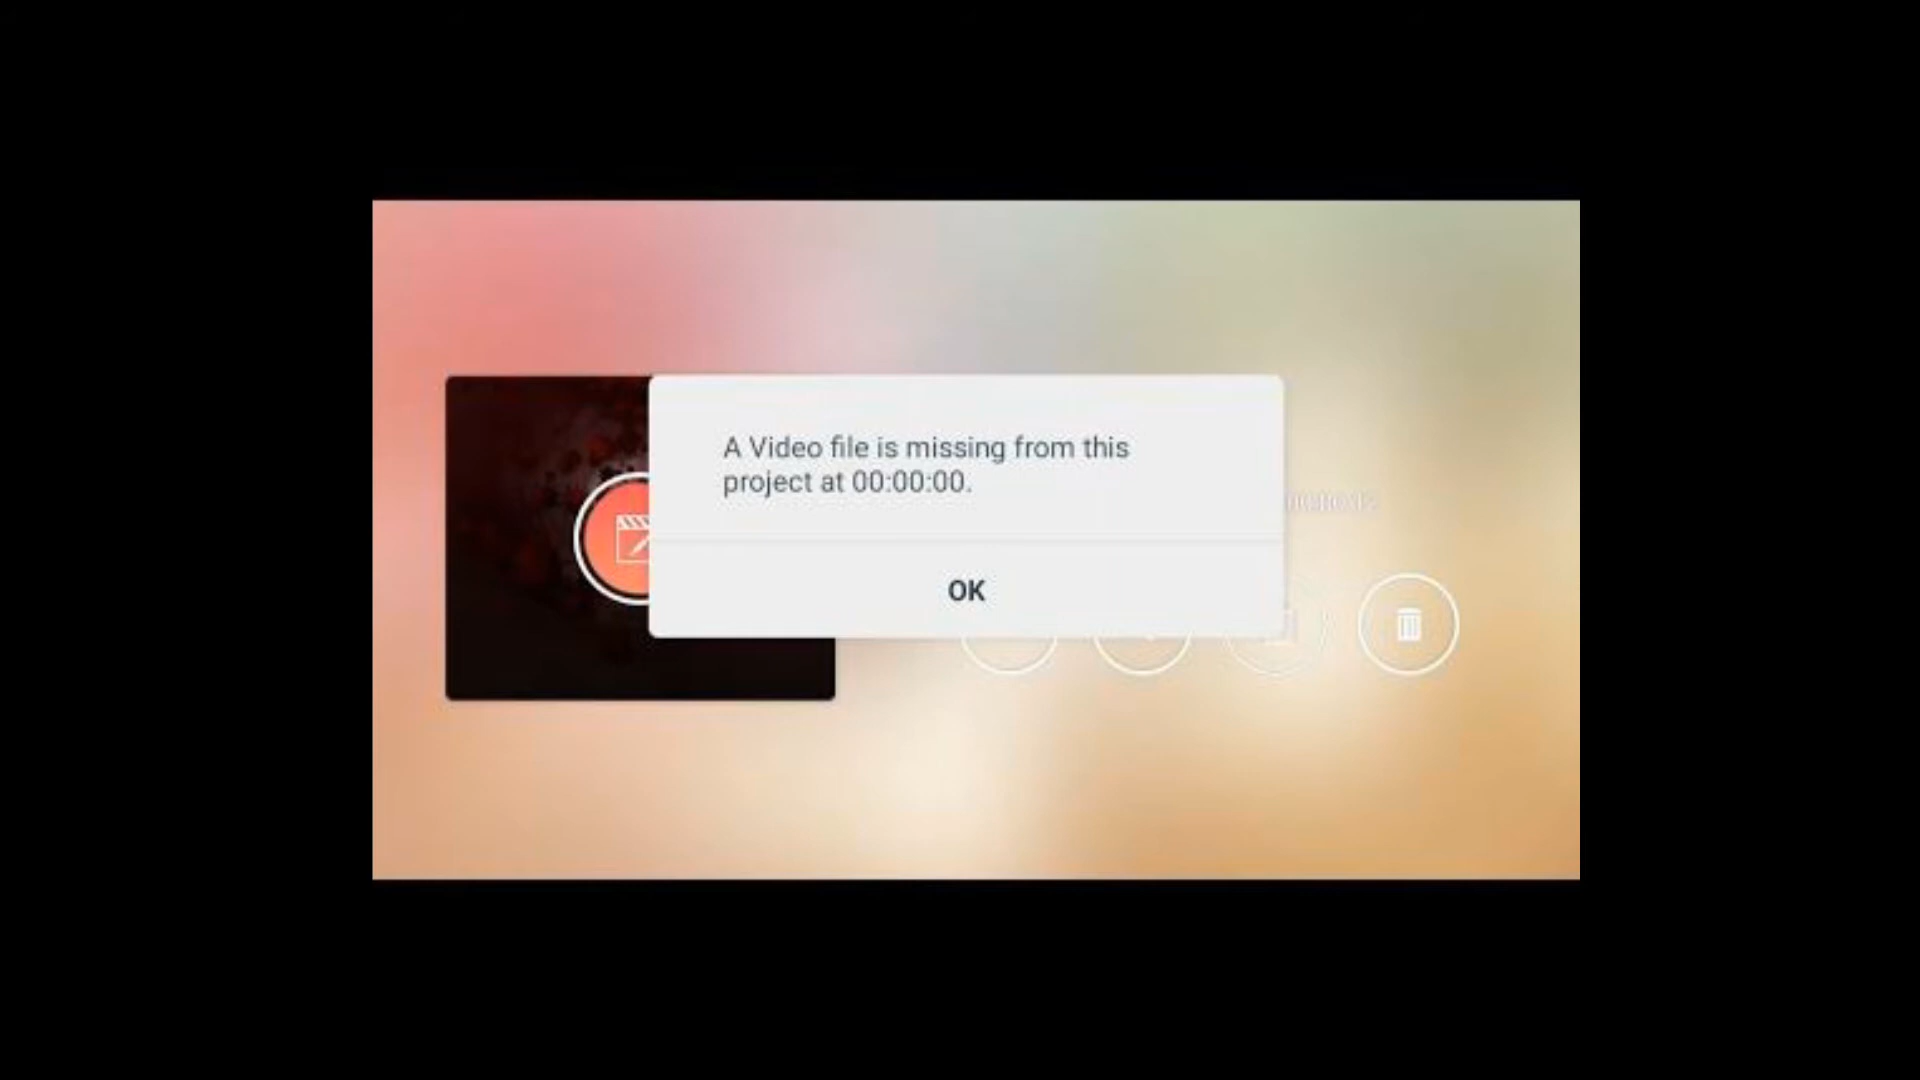 A Video file is missing from this
project at 00:00:00.
OK